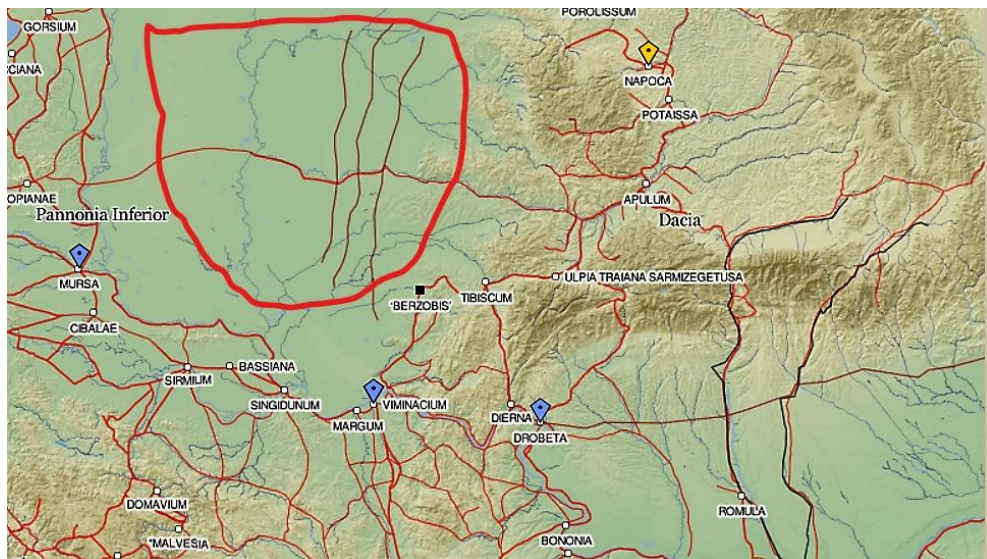 POROLISSUM
GORSIUM
CCIANA
NAPOCA
POTAISSA
OPIANAE
APULUM
Pannonia Inferior
Dacia
MURSA
ULPIA TRAIANA SARMIZEGETUSA
TIBISCUM
'BERZOBIS'
CIBALAE
BASSIANA
SIRMIUM
SINGIDUNUM
VIMINACIUM
MARGUM
DIERNA
DROBETA
DOMAVIUM
ROMULA
*MALVESIA
BONONIA